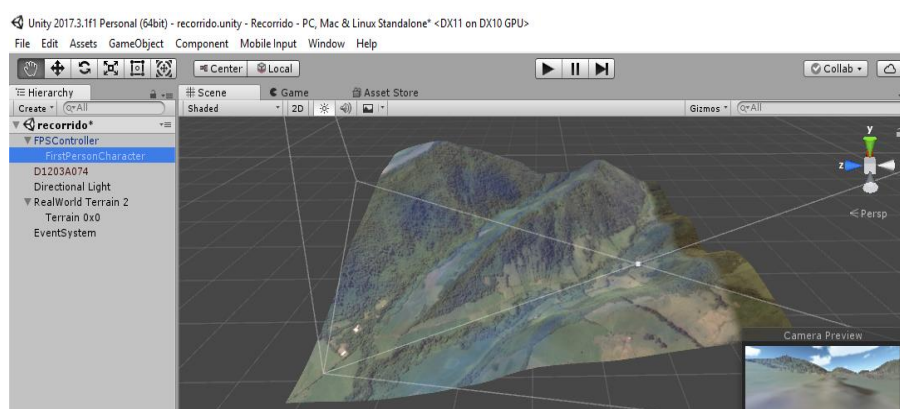 Unity 2017.3.1f1 Personal (64bit) - recorrido.unity - Recorrido - PC, Mac & Linux Standalone* <DX11 on DX10 GPU>
File Edit Assets GameObject Component Mobile Input Window Help
Center Local Collab
Hierarchy Scene Game Asset Store
Create All Shaded 2D Gizmos All
recorrido*
FPSController
FirstPersonCharacter
D1203A074
Directional Light
RealWorld Terrain 2
Terrain 0x0
EventSystem
y
z
Persp
Camera Preview